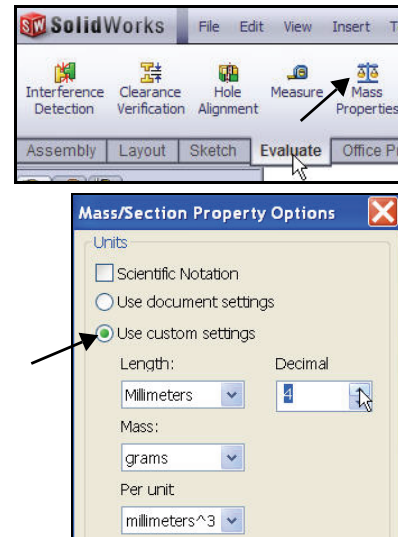 SolidWorks File Edit View Insert
Interference Detection Clearance Verification Hole Alignment Measure Mass Properties
Assembly Layout Sketch Evaluate Office
Mass/Section Property Options
Units
Scientific Notation
Use document settings
Use custom settings
Length: Decimal
Millimeters 4
Mass:
grams
Per unit
millimeters^3